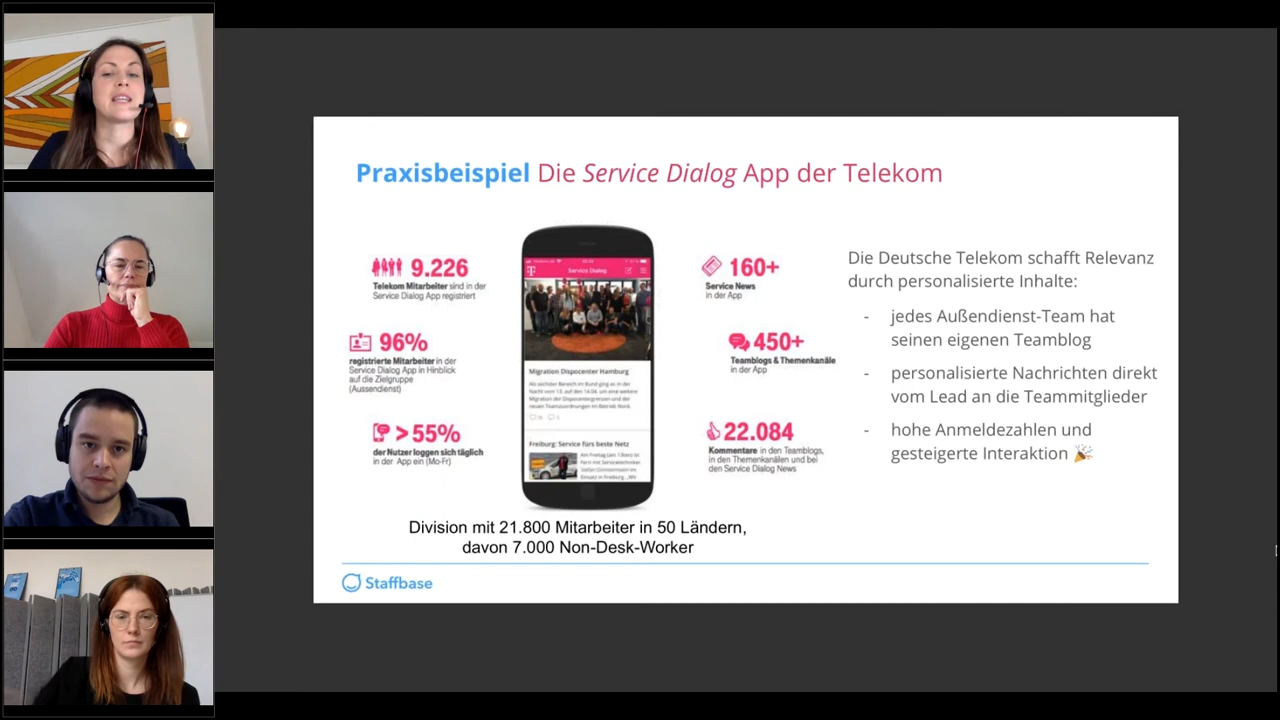 Praxisbeispiel Die Service Dialog App der Telekom
9.226
Telekom Mitarbeiter sind in der
Service Dialog App registriert
96%
registrierte Mitarbeiter in der
Service Dialog App in Hinblick
auf die Zielgruppe
(Aussendienst)
>55%
der Nutzer loggen sich täglich
in der App ein (Mo-Fr)
Service Dialog
Migration Dispocenter Hamburg
Freiburg: Service fürs beste Netz
160+
Service News
in der App
450+
Teamblogs & Themenkanäle
in der App
22.084
Kommentare in den Teamblogs,
in den Themenkanälen und bei
den Service Dialog News
Die Deutsche Telekom schafft Relevanz
durch personalisierte Inhalte:
- jedes Außendienst-Team hat
seinen eigenen Teamblog
- personalisierte Nachrichten direkt
vom Lead an die Teammitglieder
- hohe Anmeldezahlen und
gesteigerte Interaktion 🎉
Division mit 21.800 Mitarbeiter in 50 Ländern,
davon 7.000 Non-Desk-Worker
Staffbase